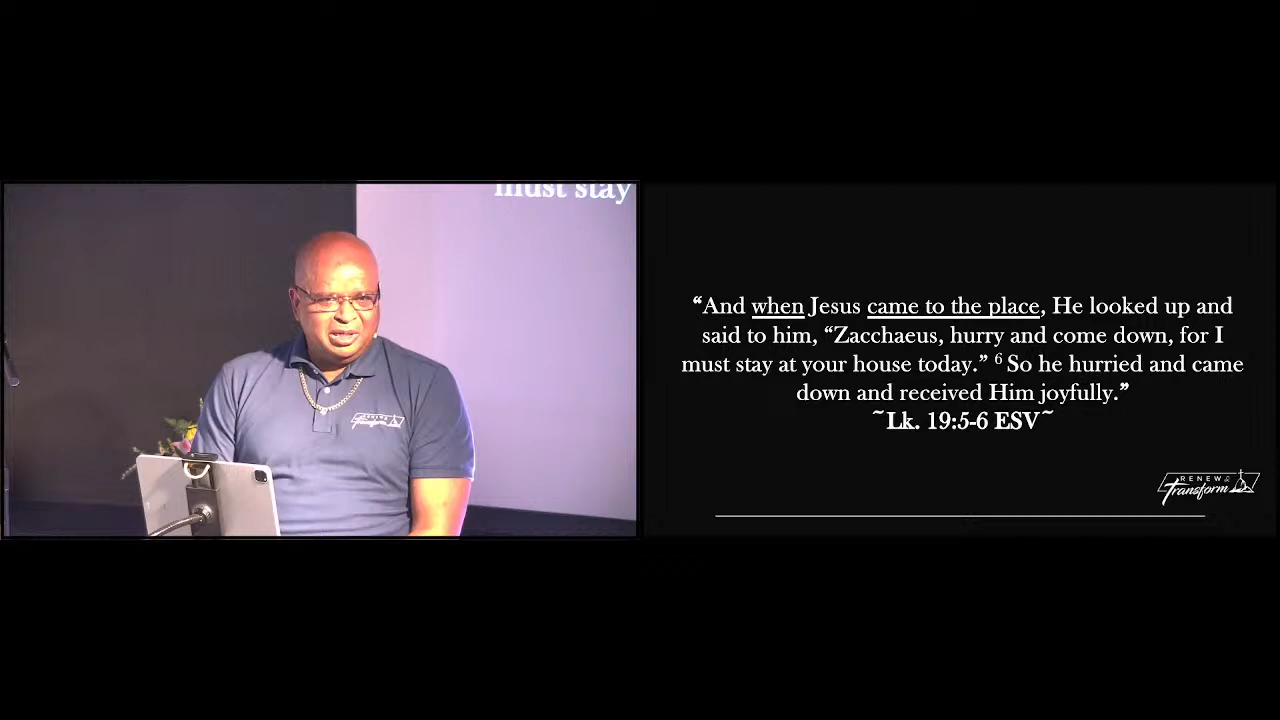 must stay
RENEW &
Transform
“And when Jesus came to the place, He looked up and
said to him, “Zacchaeus, hurry and come down, for I
must stay at your house today.” ⁶ So he hurried and came
down and received Him joyfully.”
~Lk. 19:5-6 ESV~
RENEW &
Transform